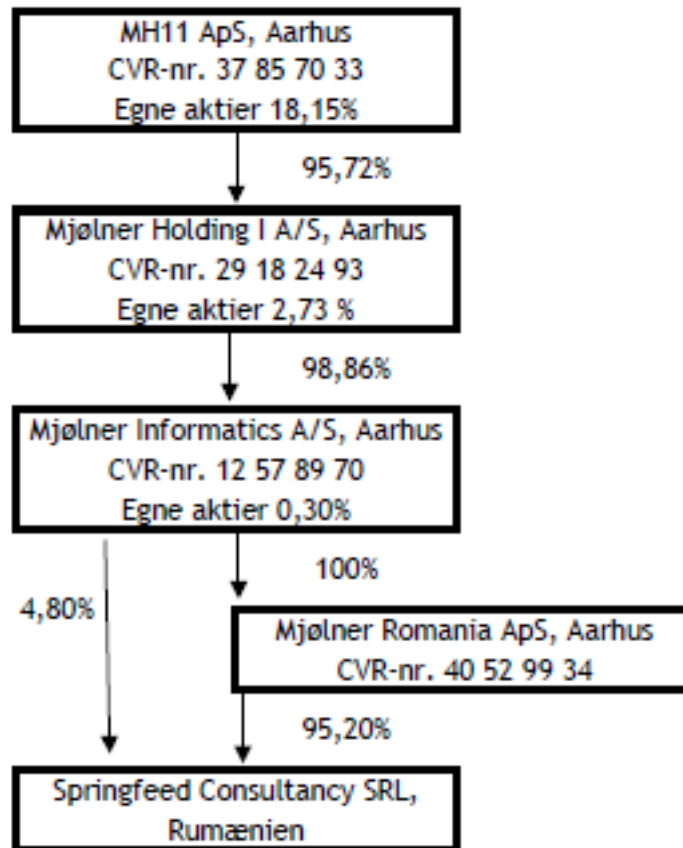 MH11 ApS, Aarhus
CVR-nr. 37 85 70 33
Egne aktier 18,15%
95,72%
Mjølner Holding I A/S, Aarhus
CVR-nr. 29 18 24 93
Egne aktier 2,73 %
98,86%
Mjølner Informatics A/S, Aarhus
CVR-nr. 12 57 89 70
Egne aktier 0,30%
100%
4,80%
Mjølner Romania ApS, Aarhus
CVR-nr. 40 52 99 34
95,20%
Springfeed Consultancy SRL,
Rumænien